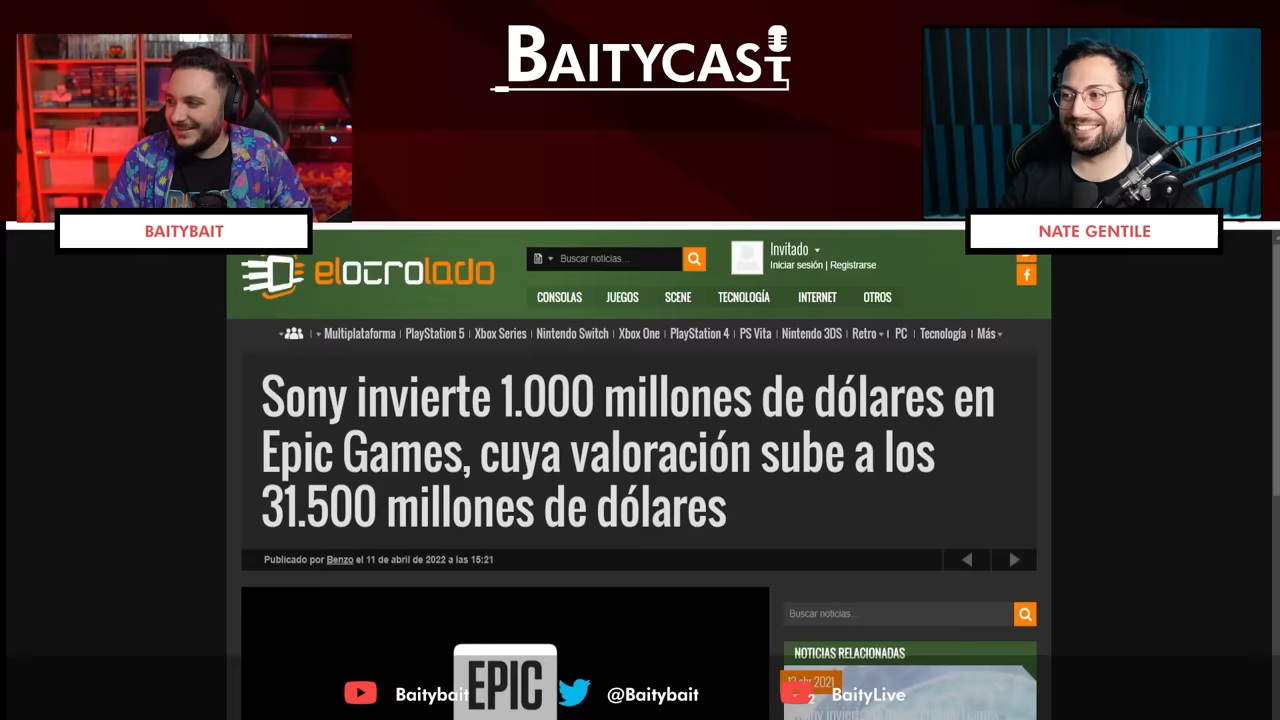 BAITYCAST
BAITYBAIT
NATE GENTILE
elotrolado
Buscar noticias...
Invitado
Iniciar sesión | Registrarse
CONSOLAS JUEGOS SCENE TECNOLOGÍA INTERNET OTROS
Multiplataforma | PlayStation 5 | Xbox Series | Nintendo Switch | Xbox One | PlayStation 4 | PS Vita | Nintendo 3DS | Retro | PC | Tecnología | Más
Sony invierte 1.000 millones de dólares en
Epic Games, cuya valoración sube a los
31.500 millones de dólares
Publicado por Benzo el 11 de abril de 2022 a las 15:21
Buscar noticias...
NOTICIAS RELACIONADAS
EPIC
2021
2
Baitybait
@Baitybait
BaityLive